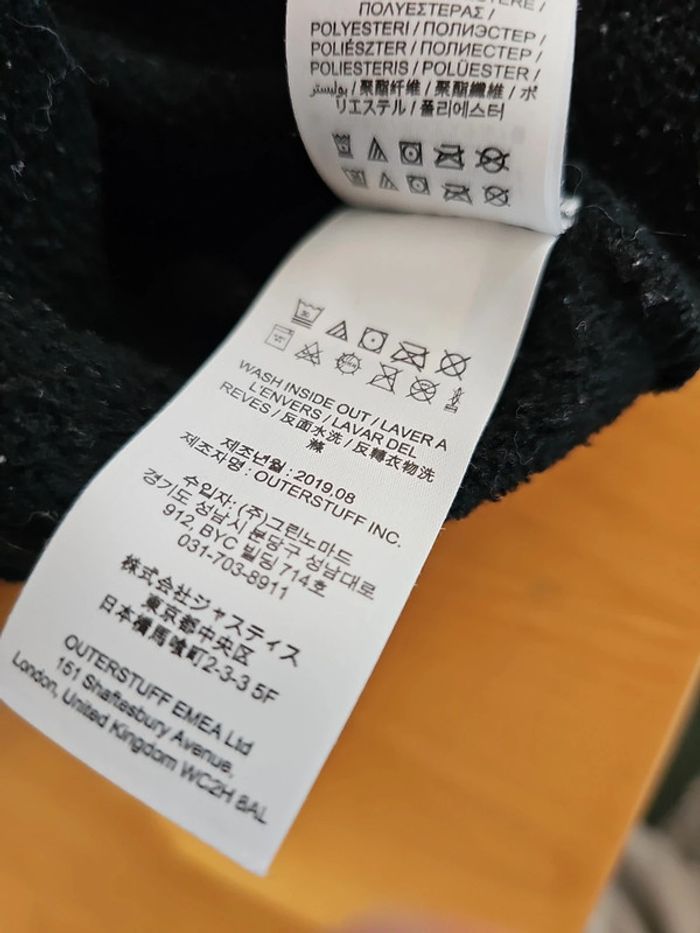 ΠΟΛΥΕΣΤΕΡΑΣ /
POLYESTERI / ПОЛИЭСТЕР /
POLIÉSZTER / ПОЛИЕСТЕР /
POLIESTERIS / POLÜESTER /
بوليستر / 聚酯纤维 / 聚酯纖維 / ポ
リエステル / 폴리에스터
30
WASH INSIDE OUT / LAVER A
L'ENVERS / LAVAR DEL
REVES / 反面水洗 / 反轉衣物洗
滌
제조년월 : 2019.08
제조자명 : OUTERSTUFF INC.
수입자: (주)그린노마드
경기도 성남시 분당구 성남대로
912, BYC 빌딩 714호
031-703-8911
株式会社ジャスティス
東京都中央区
日本橋馬喰町2-3-3 5F
OUTERSTUFF EMEA Ltd
151 Shaftesbury Avenue,
London, United Kingdom WC2H 8AL